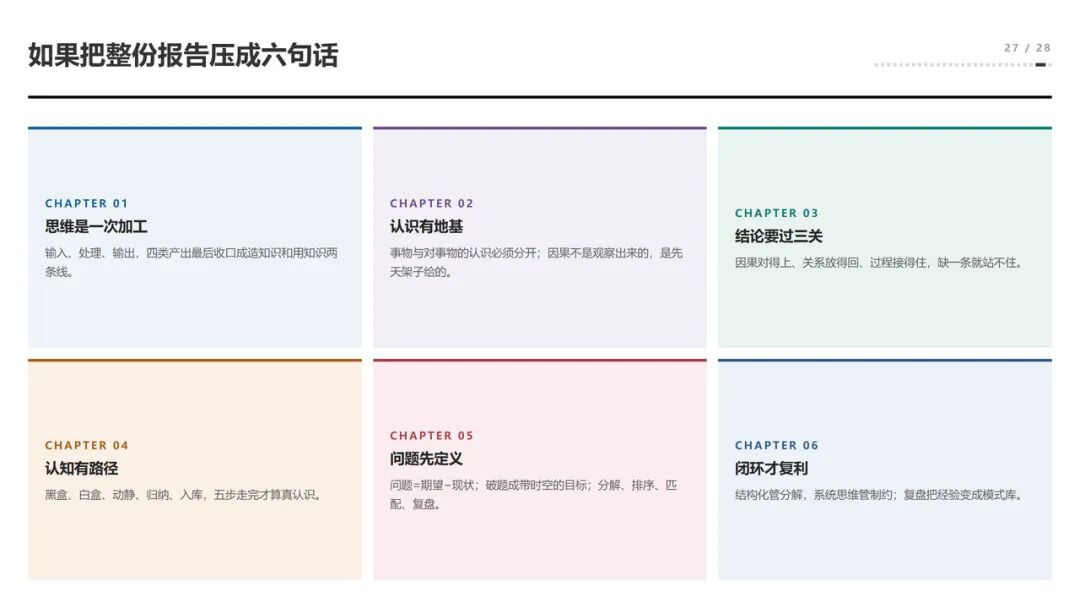 如果把整份报告压成六句话
27 / 28
CHAPTER 01
思维是一次加工
输入、处理、输出，四类产出最后收口成造知识和用知识两
条线。
CHAPTER 02
认识有地基
事物与对事物的认识必须分开；因果不是观察出来的，是先
天架子给的。
CHAPTER 03
结论要过三关
因果对得上、关系放得回、过程接得住，缺一条就站不住。
CHAPTER 04
认知有路径
黑盒、白盒、动静、归纳、入库，五步走完才算真认识。
CHAPTER 05
问题先定义
问题=期望−现状；破题成带时空的目标；分解、排序、匹
配、复盘。
CHAPTER 06
闭环才复利
结构化管分解，系统思维管制约；复盘把经验变成模式库。